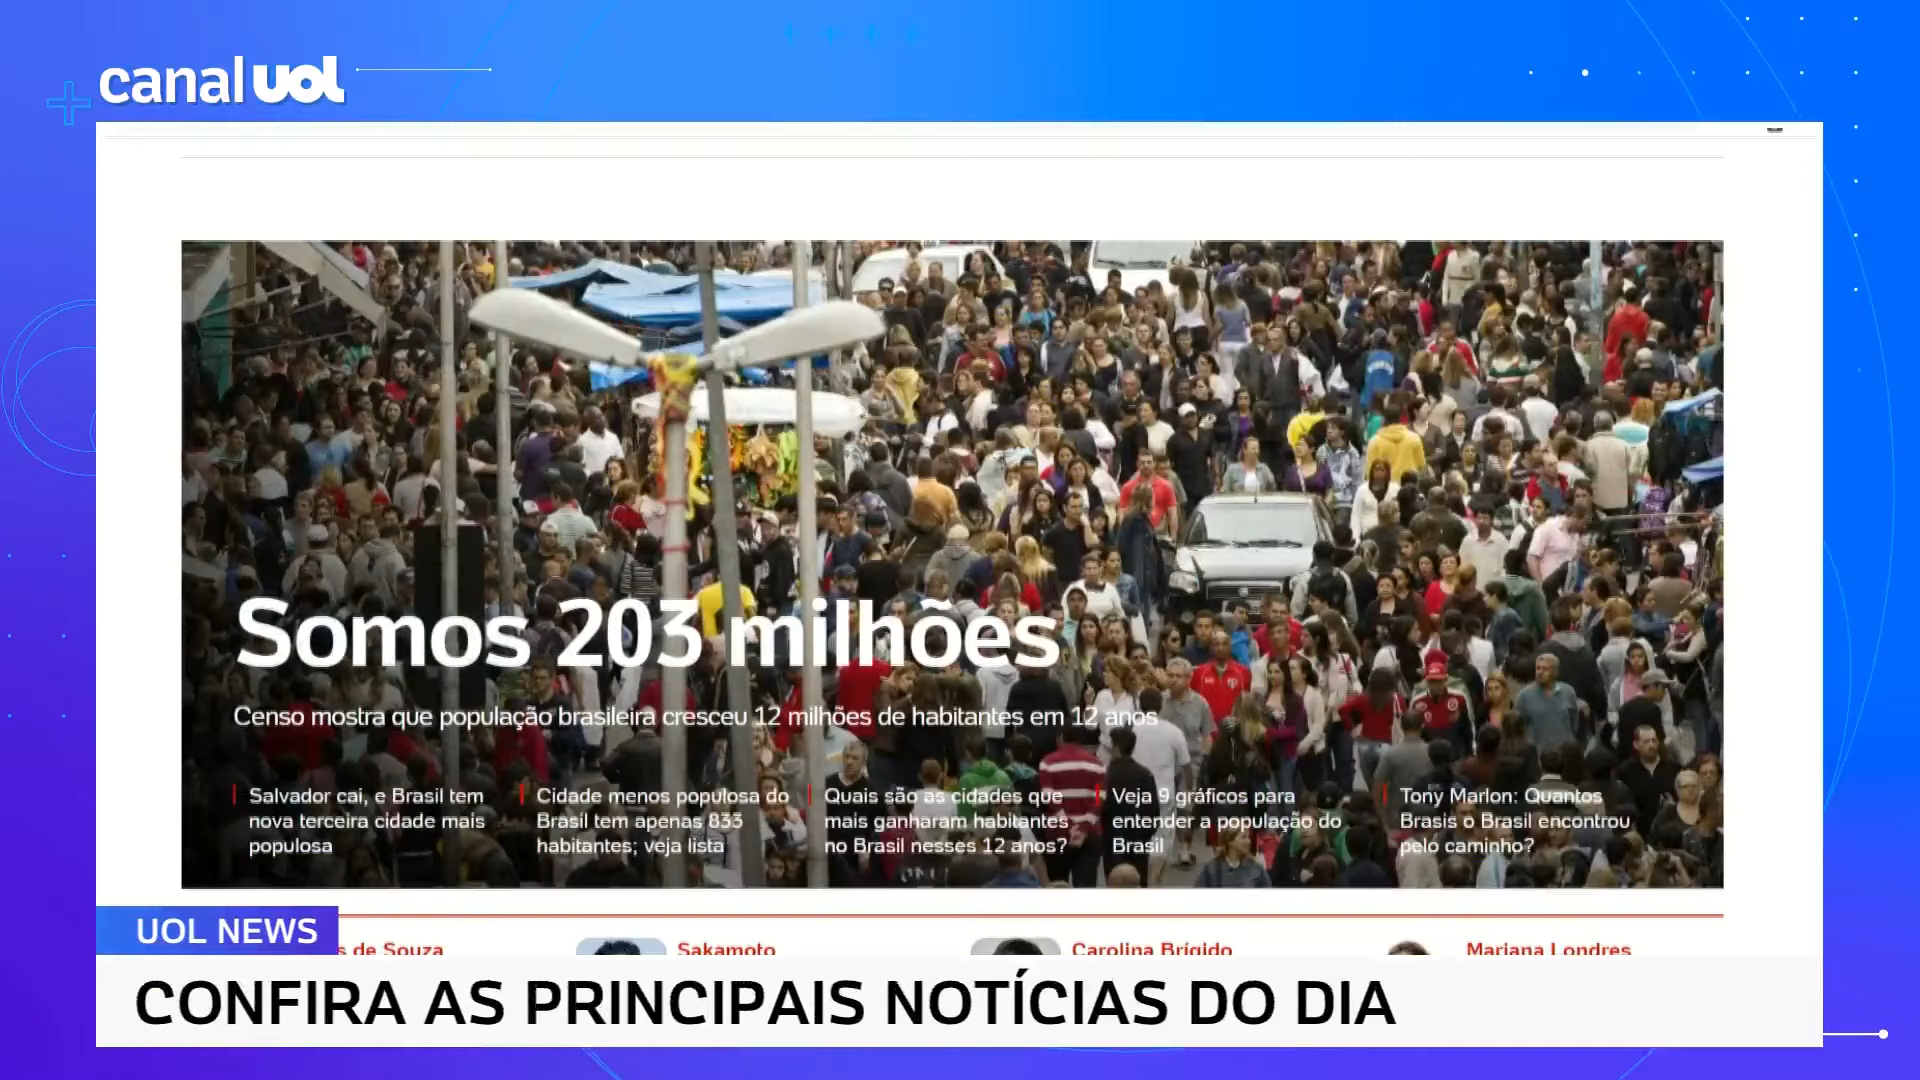 canal uol
Somos 203 milhões
Censo mostra que população brasileira cresceu 12 milhões de habitantes em 12 anos
Salvador cai, e Brasil tem
nova terceira cidade mais
populosa
Cidade menos populosa do
Brasil tem apenas 833
habitantes; veja lista
Quais são as cidades que
mais ganharam habitantes
no Brasil nesses 12 anos?
Veja 9 gráficos para
entender a população do
Brasil
Tony Marlon: Quantos
Brasis o Brasil encontrou
pelo caminho?
UOL NEWS
de Souza
Sakamoto
Carolina Brígido
Mariana Londres
CONFIRA AS PRINCIPAIS NOTÍCIAS DO DIA